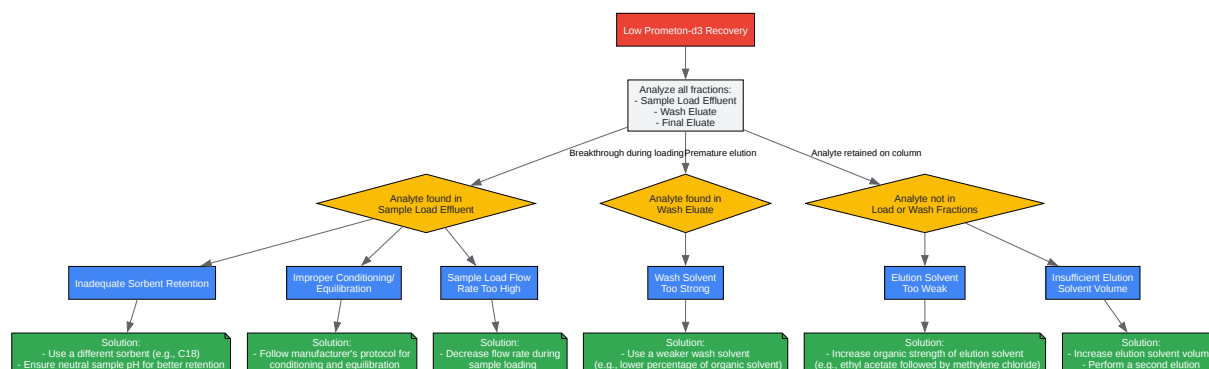 Low Prometon-d3 Recovery
Analyze all fractions:
- Sample Load Effluent
- Wash Eluate
- Final Eluate
Breakthrough during loading
Premature elution
Analyte retained on column
Analyte found in
Sample Load Effluent
Analyte found in
Wash Eluate
Analyte not in
Load or Wash Fractions
Inadequate Sorbent Retention
Improper Conditioning/
Equilibration
Sample Load Flow
Rate Too High
Wash Solvent
Too Strong
Elution Solvent
Too Weak
Insufficient Elution
Solvent Volume
Solution:
- Use a different sorbent (e.g., C18)
- Ensure neutral sample pH for better retention
Solution:
- Follow manufacturer's protocol for
conditioning and equilibration
Solution:
- Decrease flow rate during
sample loading
Solution:
- Use a weaker wash solvent
(e.g., lower percentage of organic solvent)
Solution:
- Increase organic strength of elution solvent
(e.g., ethyl acetate followed by methylene chloride)
Solution:
- Increase elution solvent
- Perform a second elution